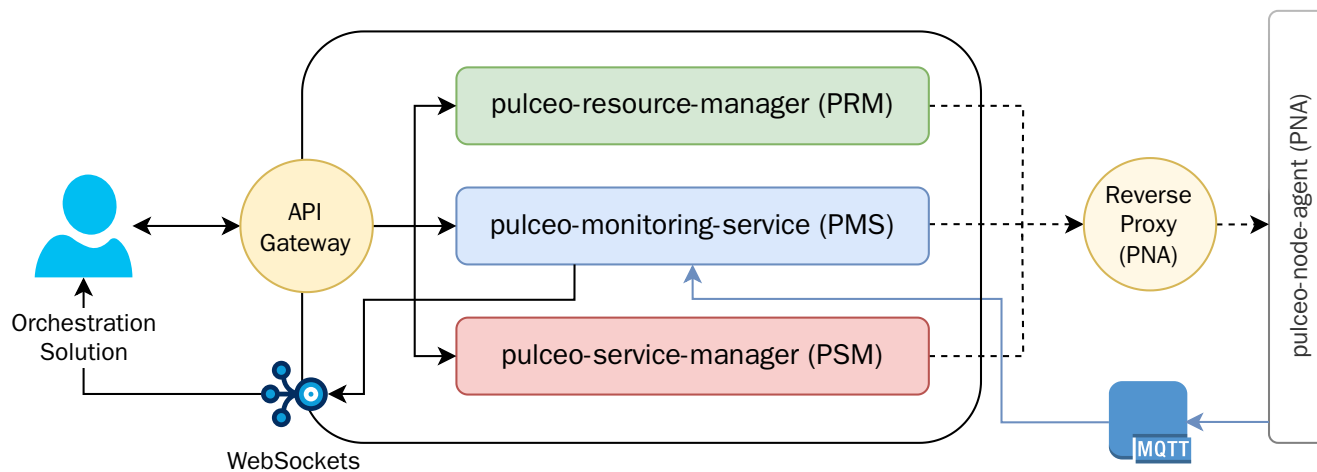 pulceo-resource-manager (PRM)
API
Gateway
pulceo-monitoring-service (PMS)
Reverse
Proxy
(PNA)
pulceo-node-agent (PNA)
Orchestration
Solution
pulceo-service-manager (PSM)
MQTT
WebSockets